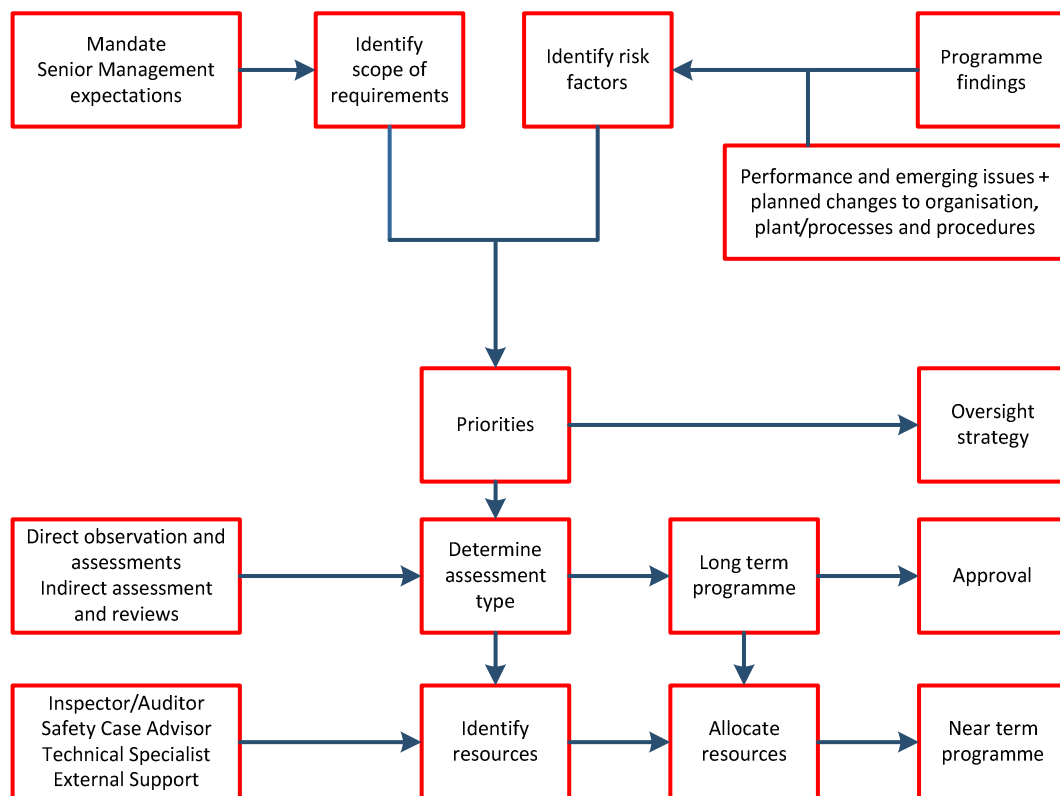 Mandate
Senior Management
expectations
Identify
scope of
requirements
Identify risk
factors
Programme
findings
Performance and emerging issues +
planned changes to organisation,
plant/processes and procedures
Priorities
Oversight
strategy
Direct observation and
assessments
Indirect assessment
and reviews
Determine
assessment
type
Long term
programme
Approval
Inspector/Auditor
Safety Case Advisor
Technical Specialist
External Support
Identify
resources
Allocate
resources
Near term
programme